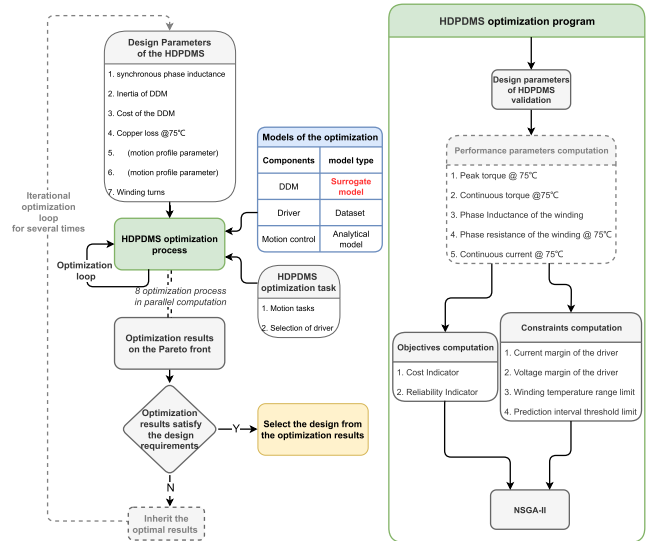 Design Parameters
of the HDPDMS
1. synchronous phase inductance
2. Inertia of DDM
3. Cost of the DDM
4. Copper loss @75℃
5. (motion profile parameter)
6. (motion profile parameter)
7. Winding turns
Iterational
optimization
loop
for several times
HDPDMS optimization
process
Optimization
loop
8 optimization process
in parallel computation
Models of the optimization
Components model type
DDM Surrogate
model
Driver Dataset
Motion control Analytical
model
HDPDMS
optimization task
1. Motion tasks
2. Selection of driver
Optimization results
on the Pareto front
Optimization
results satisfy
the design
requirements
Y
Select the design from
the optimization results
N
Inherit the
optimal results
HDPDMS optimization program
Design parameters
of HDPDMS
validation
Performance parameters computation
1. Peak torque @ 75℃
2. Continuous torque @75℃
3. Phase Inductance of the winding
4. Phase resistance of the winding @ 75℃
5. Continuous current @ 75℃
Objectives computation
1. Cost Indicator
2. Reliability Indicator
Constraints computation
1. Current margin of the driver
2. Voltage margin of the driver
3. Winding temperature range limit
4. Prediction interval threshold limit
NSGA-II